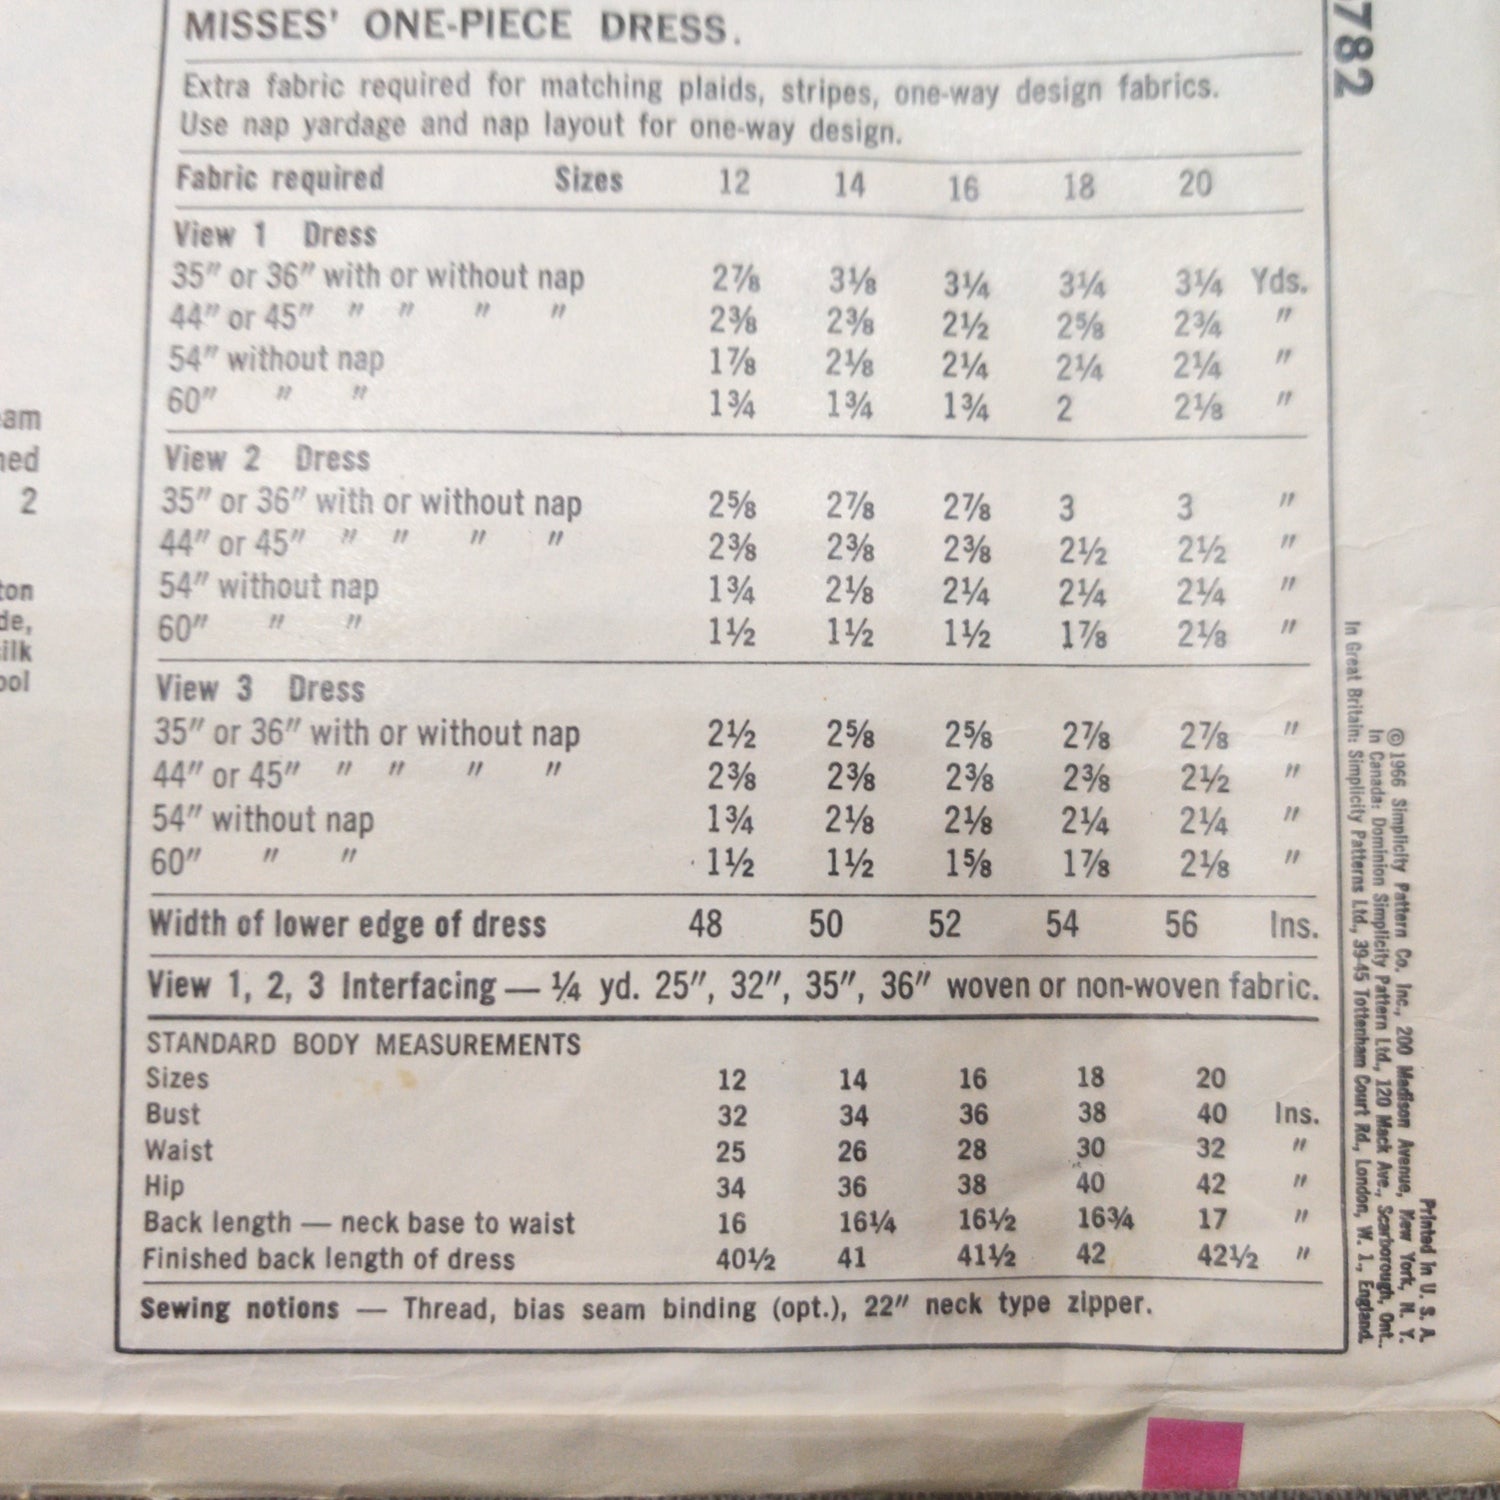 MISSES' ONE-PIECE DRESS.
Extra fabric required for matching plaids, stripes, one-way design fabrics.
Use nap yardage and nap layout for one-way design.
Fabric required Sizes 12 14 16 18 20
View 1 Dress
35" or 36" with or without nap 2⅞ 3⅛ 3¼ 3¼ 3¼ Yds.
44" or 45" " " " " 2⅜ 2⅜ 2½ 2⅝ 2¾ "
54" without nap 1⅞ 2⅛ 2¼ 2¼ 2¼ "
60" " " 1¾ 1¾ 1¾ 2 2⅛ "
View 2 Dress
35" or 36" with or without nap 2⅝ 2⅞ 2⅞ 3 3 "
44" or 45" " " " " 2⅜ 2⅜ 2⅜ 2½ 2½ "
54" without nap 1¾ 2⅛ 2¼ 2¼ 2¼ "
60" " " 1½ 1½ 1½ 1⅞ 2⅛ "
View 3 Dress
35" or 36" with or without nap 2½ 2⅝ 2⅝ 2⅞ 2⅞ "
44" or 45" " " " " 2⅜ 2⅜ 2⅜ 2⅜ 2½ "
54" without nap 1¾ 2⅛ 2⅛ 2¼ 2¼ "
60" " " 1½ 1½ 1⅝ 1⅞ 2⅛ "
Width of lower edge of dress 48 50 52 54 56 Ins.
View 1, 2, 3 Interfacing — ¼ yd. 25", 32", 35", 36" woven or non-woven fabric.
STANDARD BODY MEASUREMENTS
Sizes 12 14 16 18 20
Bust 32 34 36 38 40 Ins.
Waist 25 26 28 30 32 "
Hip 34 36 38 40 42 "
Back length — neck base to waist 16 16¼ 16½ 16¾ 17 "
Finished back length of dress 40½ 41 41½ 42 42½ "
Sewing notions — Thread, bias seam binding (opt.), 22" neck type zipper.
782
Printed in U. S. A.
©1966 Simplicity Pattern Co. Inc., 200 Madison Avenue, New York, N. Y.
In Canada: Dominion Simplicity Pattern Ltd., 120 Mack Ave., Scarborough, Ont.
In Great Britain: Simplicity Patterns Ltd., 39-45 Tottenham Court Rd., London, W. 1., England.
2
de,